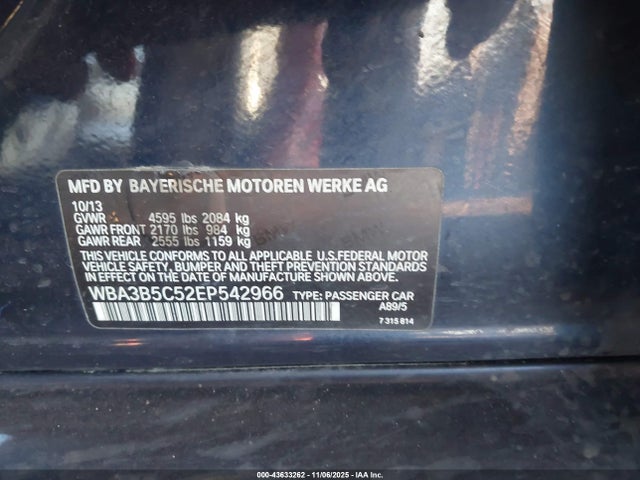 MFD BY BAYERISCHE MOTOREN WERKE AG
10/13
GVWR 4595 lbs 2084 kg
GAWR FRONT 2170 lbs 984 kg
GAWR REAR 2555 lbs 1159 kg
THIS VEHICLE CONFORMS TO ALL APPLICABLE U.S.FEDERAL MOTOR
VEHICLE SAFETY, BUMPER, AND THEFT PREVENTION STANDARDS
IN EFFECT ON THE DATE OF MANUFACTURE SHOWN ABOVE.
WBA3B5C52EP542966 TYPE: PASSENGER CAR
A89/5
7 315 814
000-43633262 - 11/06/2025 - IAA Inc.